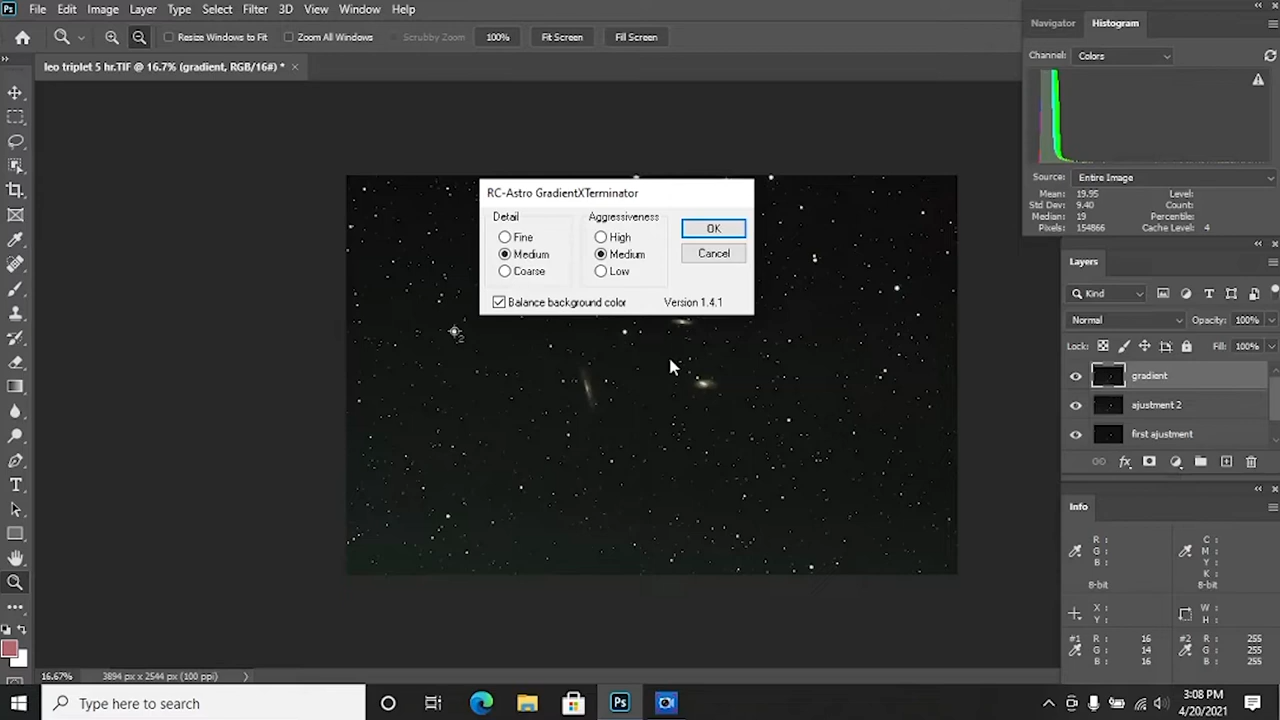 Ps File Edit Image Layer Type Select Filter 3D View Window Help
Resize Windows to Fit Zoom All Windows Scrubby Zoom 100% Fit Screen Fill Screen
leo triplet 5 hr.TIF @ 16.7% (gradient, RGB/16#) * ×
RC-Astro GradientXTerminator
Detail Aggressiveness
Fine High OK
Medium Medium Cancel
Coarse Low
Balance background color Version 1.4.1
2
Navigator Histogram
Channel: Colors
Source: Entire Image
Mean: 19.95 Level:
Std Dev: 9.40 Count:
Median: 19 Percentile:
Pixels: 154866 Cache Level: 4
Layers
Kind
Normal Opacity: 100%
Lock: Fill: 100%
gradient
ajustment 2
first ajustment
fx
Info
R: C:
G: M:
B: Y:
K:
8-bit 8-bit
X: W:
Y: H:
#1 R: 16 #2 R: 255
G: 14 G: 255
B: 16 B: 255
16.67% 3894 px x 2544 px (100 ppi)
Type here to search
Ps
3:08 PM
4/20/2021